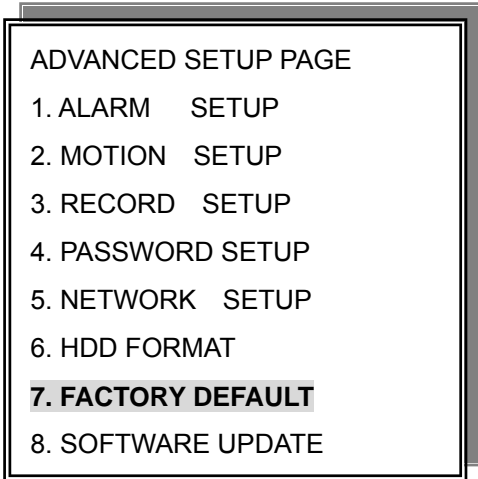 ADVANCED SETUP PAGE
1. ALARM SETUP
2. MOTION SETUP
3. RECORD SETUP
4. PASSWORD SETUP
5. NETWORK SETUP
6. HDD FORMAT
7. FACTORY DEFAULT
8. SOFTWARE UPDATE